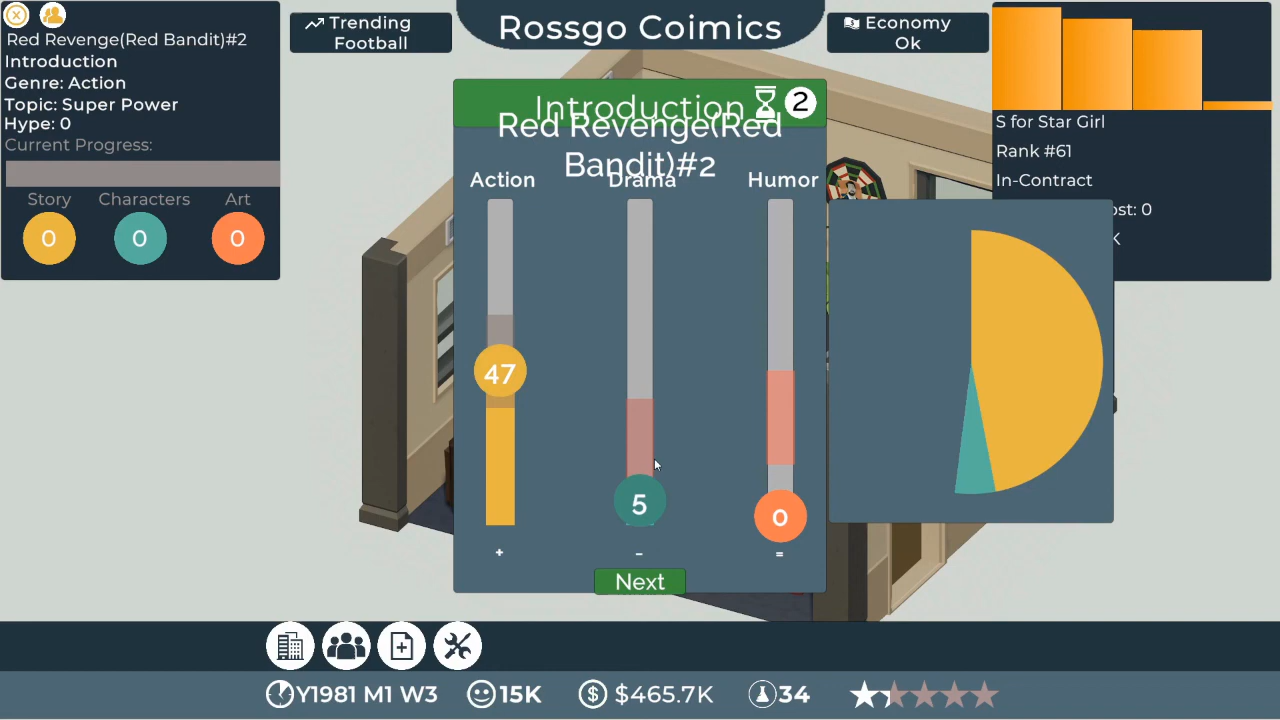 Red Revenge(Red Bandit)#2
Introduction
Genre: Action
Topic: Super Power
Hype: 0
Current Progress:
Story Characters Art
0 0 0
Trending
Football
Rossgo Coimics
Economy
Ok
S for Star Girl
Rank #61
In-Contract
ost: 0
K
Introduction 2
Red Revenge(Red
Bandit)#2
Action Drama Humor
47 5 0
+ - =
Next
Y1981 M1 W3 15K $ $465.7K 34